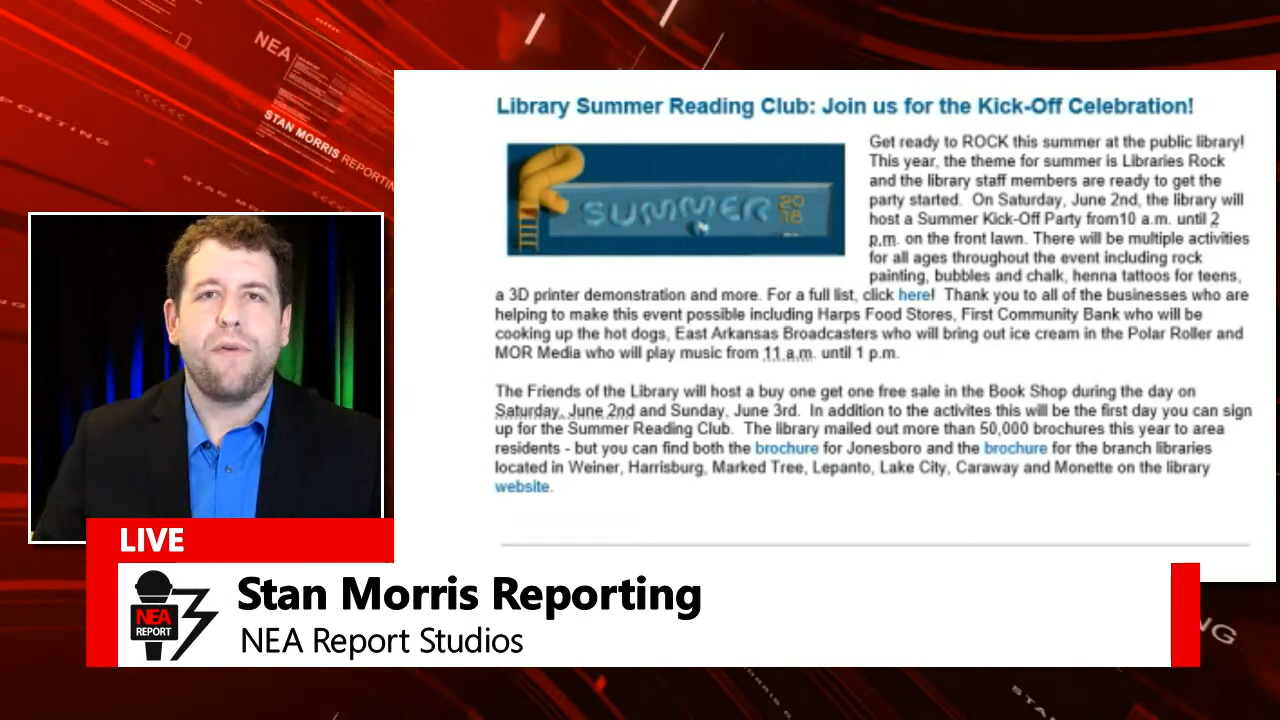 NEA
STAN MORRIS REPORTING
PORTING
STAN MOR
Library Summer Reading Club: Join us for the Kick-Off Celebration!
SUMMER 20
18
Get ready to ROCK this summer at the public library!
This year, the theme for summer is Libraries Rock
and the library staff members are ready to get the
party started. On Saturday, June 2nd, the library will
host a Summer Kick-Off Party from10 a.m. until 2
p.m. on the front lawn. There will be multiple activities
for all ages throughout the event including rock
painting, bubbles and chalk, henna tattoos for teens,
a 3D printer demonstration and more. For a full list, click here! Thank you to all of the businesses who are
helping to make this event possible including Harps Food Stores, First Community Bank who will be
cooking up the hot dogs, East Arkansas Broadcasters who will bring out ice cream in the Polar Roller and
MOR Media who will play music from 11 a.m. until 1 p.m.
The Friends of the Library will host a buy one get one free sale in the Book Shop during the day on
Saturday, June 2nd and Sunday, June 3rd. In addition to the activites this will be the first day you can sign
up for the Summer Reading Club. The library mailed out more than 50,000 brochures this year to area
residents - but you can find both the brochure for Jonesboro and the brochure for the branch libraries
located in Weiner, Harrisburg, Marked Tree, Lepanto, Lake City, Caraway and Monette on the library
website.
LIVE
NEA
REPORT
Stan Morris Reporting
NEA Report Studios
NG
STA